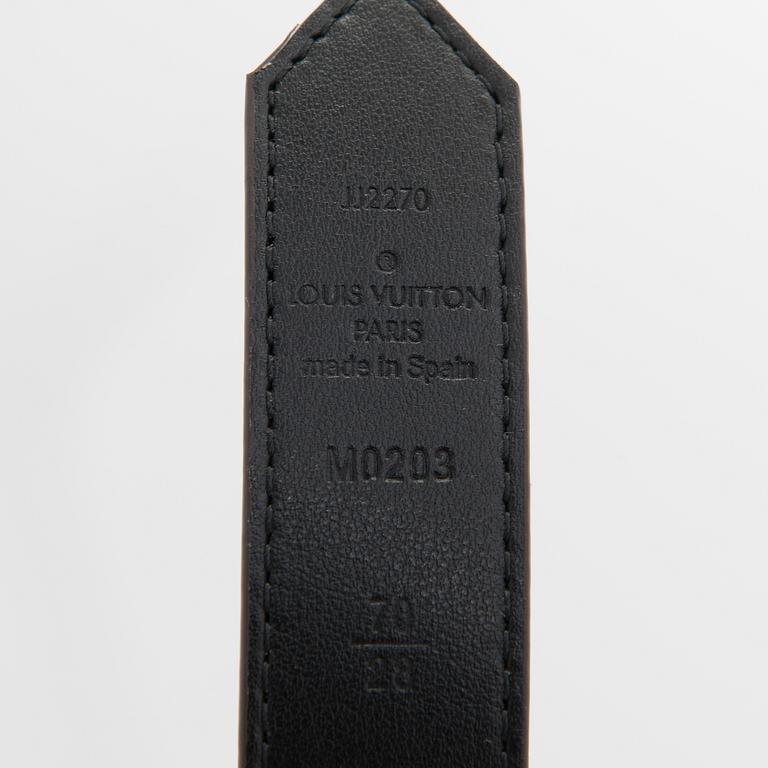 JJ2270
LOUIS VUITTON
PARIS
made in Spain
M0203
70
28